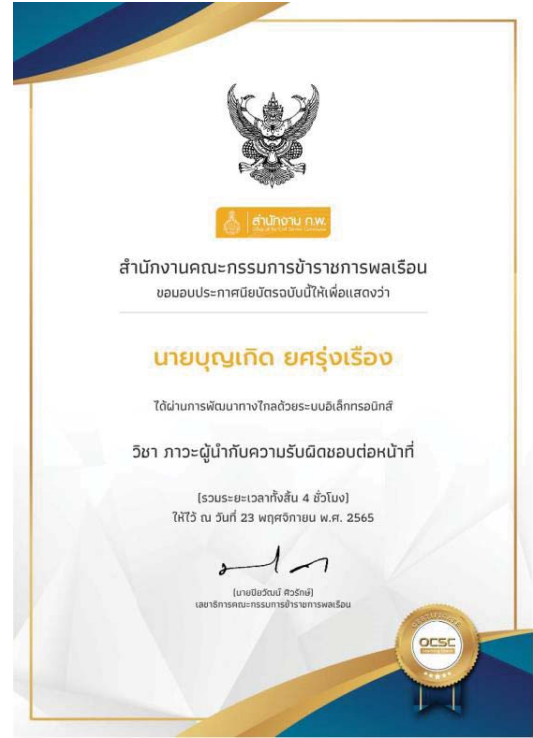 สำนักงาน ก.พ.
สำนักงานคณะกรรมการข้าราชการพลเรือน
ขอมอบประกาศนียบัตรฉบับนี้ให้เพื่อแสดงว่า
นายบุญเกิด ยศรุ่งเรือง
ได้ผ่านการพัฒนาทางไกลด้วยระบบอิเล็กทรอนิกส์
วิชา ภาวะผู้นำกับความรับผิดชอบต่อหน้าที่
(รวมระยะเวลาทั้งสิ้น 4 ชั่วโมง)
ให้ไว้ ณ วันที่ 23 พฤศจิกายน พ.ศ. 2565
(นายปิยวัฒน์ ศิวรักษ์)
เลขาธิการคณะกรรมการข้าราชการพลเรือน
OCSC